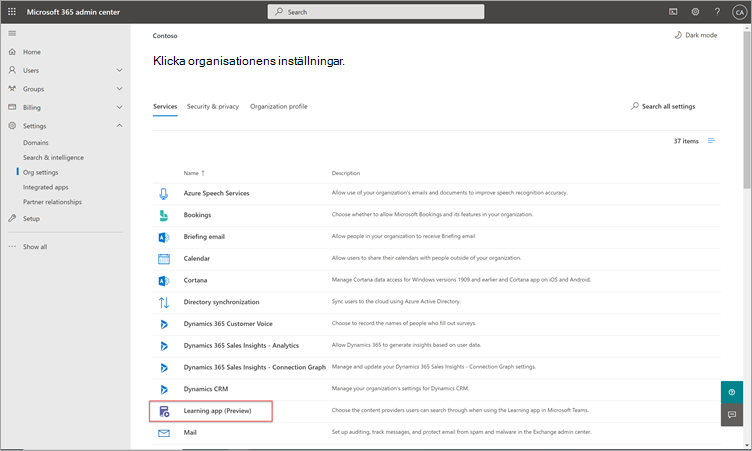 Microsoft 365 admin center
Search
?
CA
Contoso
Dark mode
Home
Users
Groups
Billing
Settings
Domains
Search & intelligence
Org settings
Integrated apps
Partner relationships
Setup
Show all
Klicka organisationens inställningar.
Services Security & privacy Organization profile
Search all settings
37 items
Name ↑ Description
Azure Speech Services Allow use of your organization's emails and documents to improve speech recognition accuracy.
Bookings Choose whether to allow Microsoft Bookings and its features in your organization.
Briefing email Allow people in your organization to receive Briefing email
Calendar Allow users to share their calendars with people outside of your organization.
Cortana Manage Cortana data access for Windows versions 1909 and earlier and Cortana app on iOS and Android.
Directory synchronization Sync users to the cloud using Azure Active Directory.
Dynamics 365 Customer Voice Choose to record the names of people who fill out surveys.
Dynamics 365 Sales Insights - Analytics Allow Dynamics 365 to generate insights based on user data.
Dynamics 365 Sales Insights - Connection Graph Manage and update your Dynamics 365 Sales Insights - Connection Graph settings.
Dynamics CRM Manage your organization's settings for Dynamics CRM.
Learning app (Preview) Choose the content providers users can search through when using the Learning app in Microsoft Teams.
Mail Set up auditing, track messages, and protect email from spam and malware in the Exchange admin center.